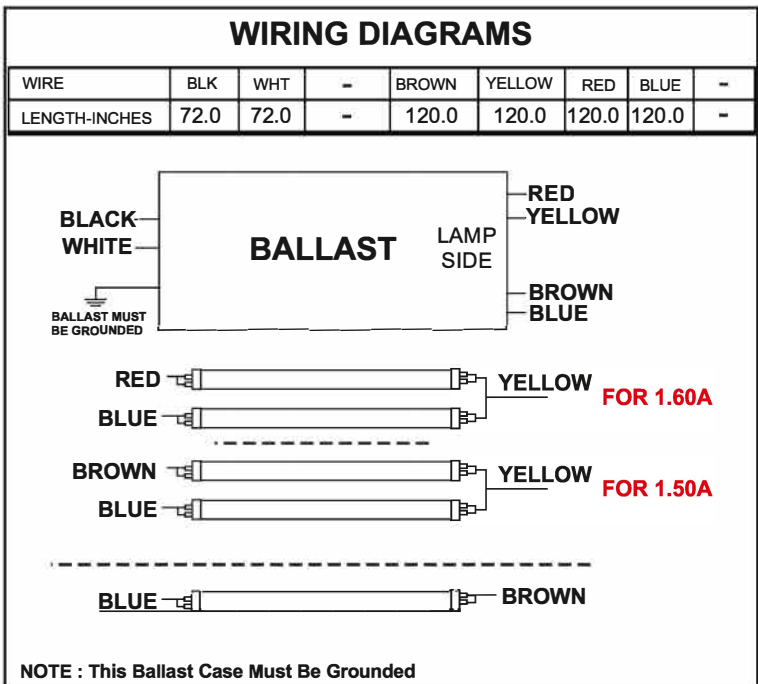 WIRING DIAGRAMS
WIRE BLK WHT - BROWN YELLOW RED BLUE -
LENGTH-INCHES 72.0 72.0 - 120.0 120.0 120.0 120.0 -
RED
BLACK YELLOW
WHITE BALLAST LAMP SIDE
BROWN
BALLAST MUST BLUE
BE GROUNDED
RED YELLOW FOR 1.60A
BLUE
BROWN YELLOW FOR 1.50A
BLUE
BLUE BROWN
NOTE : This Ballast Case Must Be Grounded